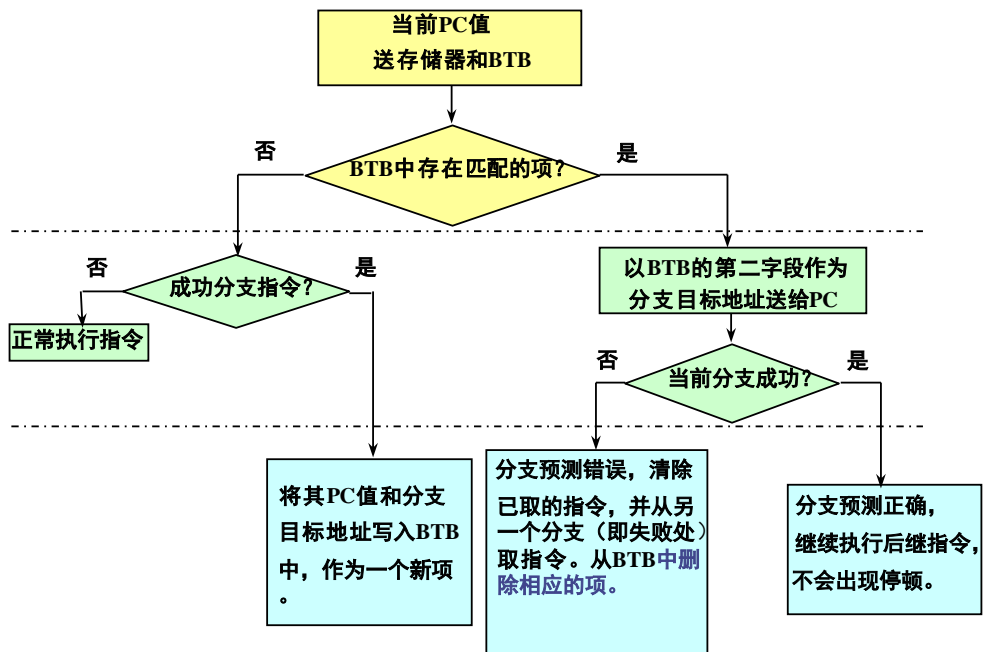 当前PC值
送存储器和BTB
否
是
BTB中存在匹配的项?
否
是
成功分支指令?
以BTB的第二字段作为
分支目标地址送给PC
正常执行指令
否
是
当前分支成功?
将其PC值和分支
目标地址写入BTB
中，作为一个新项
。
分支预测错误，清除
已取的指令，并从另
一个分支（即失败处）
取指令。从BTB中删
除相应的项。
分支预测正确，
继续执行后继指令，
不会出现停顿。